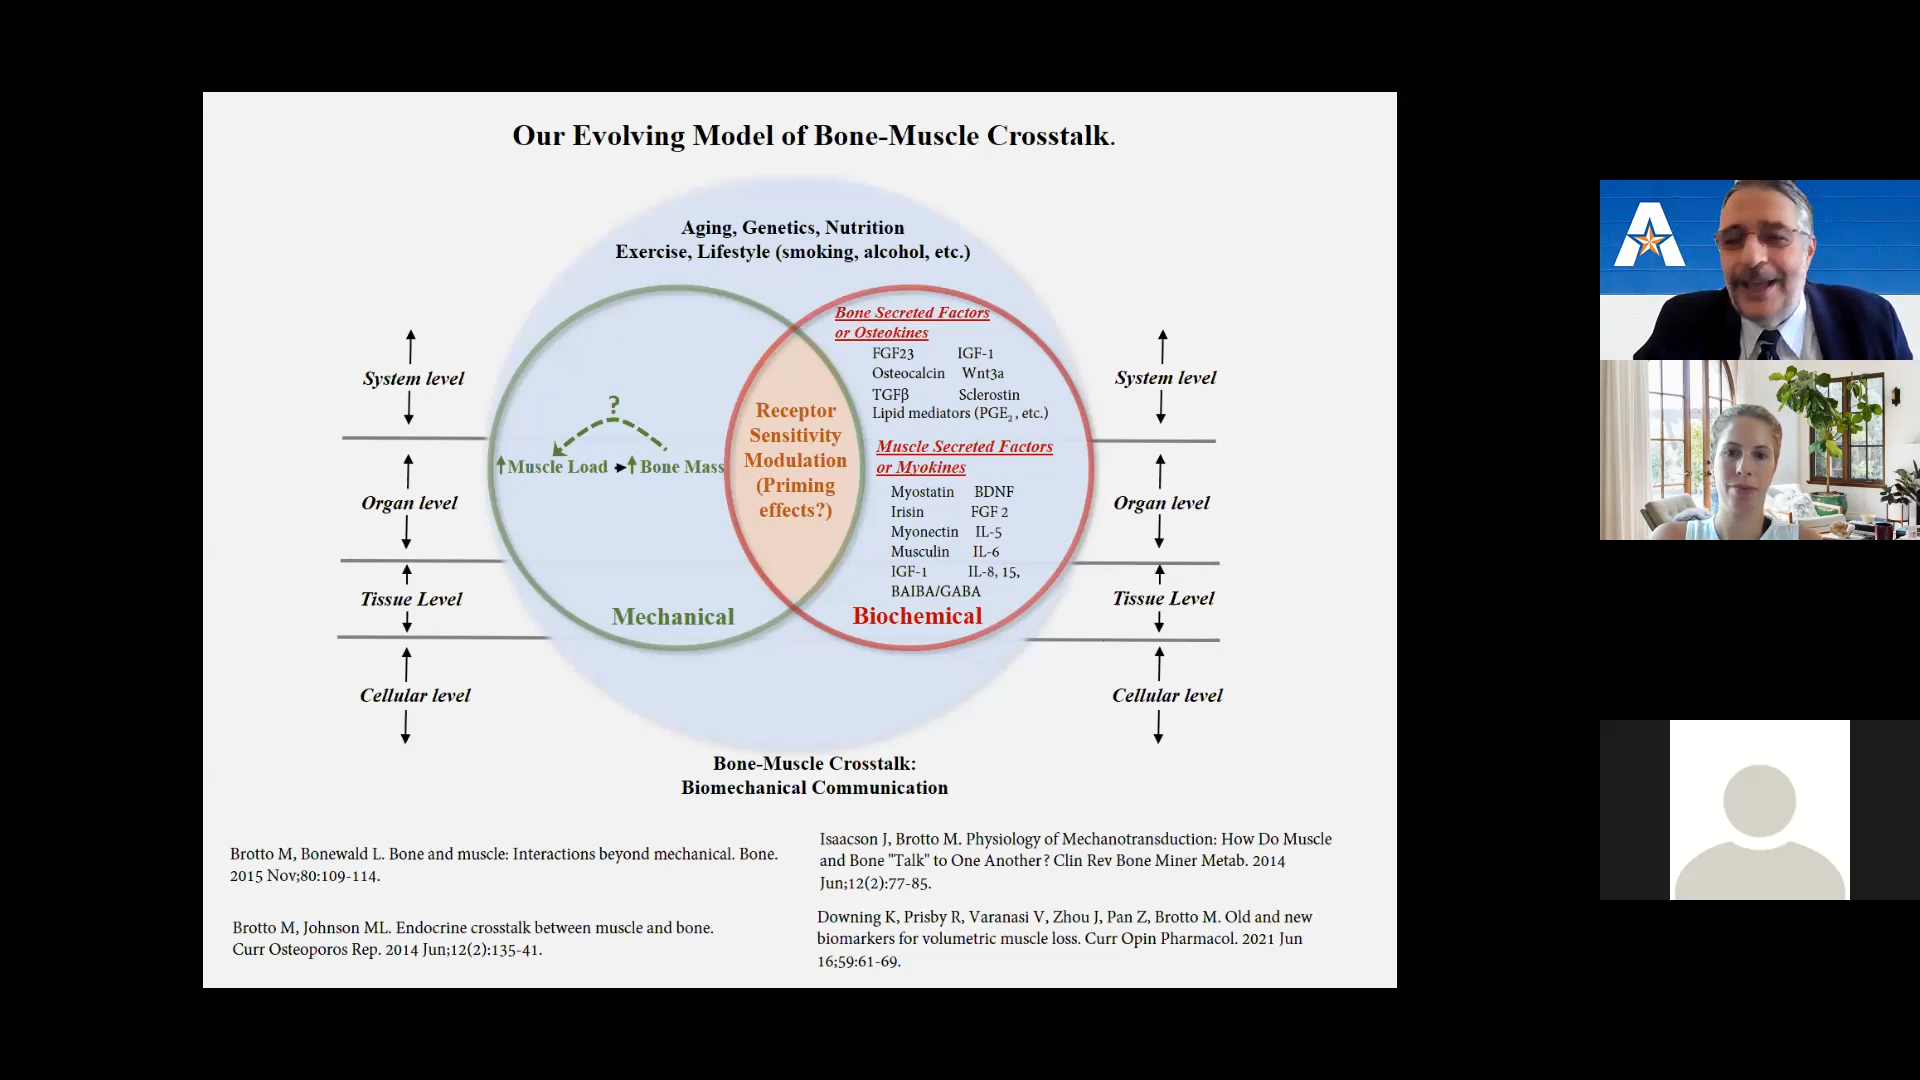 Our Evolving Model of Bone-Muscle Crosstalk.
Aging, Genetics, Nutrition
Exercise, Lifestyle (smoking, alcohol, etc.)
System level
Organ level
Tissue Level
Cellular level
?
↑Muscle Load ➤ ↑Bone Mass
Mechanical
Receptor
Sensitivity
Modulation
(Priming
effects?)
Bone Secreted Factors
or Osteokines
FGF23 IGF-1
Osteocalcin Wnt3a
TGFβ Sclerostin
Lipid mediators (PGE₂, etc.)
Muscle Secreted Factors
or Myokines
Myostatin BDNF
Irisin FGF 2
Myonectin IL-5
Musculin IL-6
IGF-1 IL-8, 15,
BAIBA/GABA
Biochemical
System level
Organ level
Tissue Level
Cellular level
Bone-Muscle Crosstalk:
Biomechanical Communication
Brotto M, Bonewald L. Bone and muscle: Interactions beyond mechanical. Bone.
2015 Nov;80:109-114.
Brotto M, Johnson ML. Endocrine crosstalk between muscle and bone.
Curr Osteoporos Rep. 2014 Jun;12(2):135-41.
Isaacson J, Brotto M. Physiology of Mechanotransduction: How Do Muscle
and Bone "Talk" to One Another? Clin Rev Bone Miner Metab. 2014
Jun;12(2):77-85.
Downing K, Prisby R, Varanasi V, Zhou J, Pan Z, Brotto M. Old and new
biomarkers for volumetric muscle loss. Curr Opin Pharmacol. 2021 Jun
16;59:61-69.
A